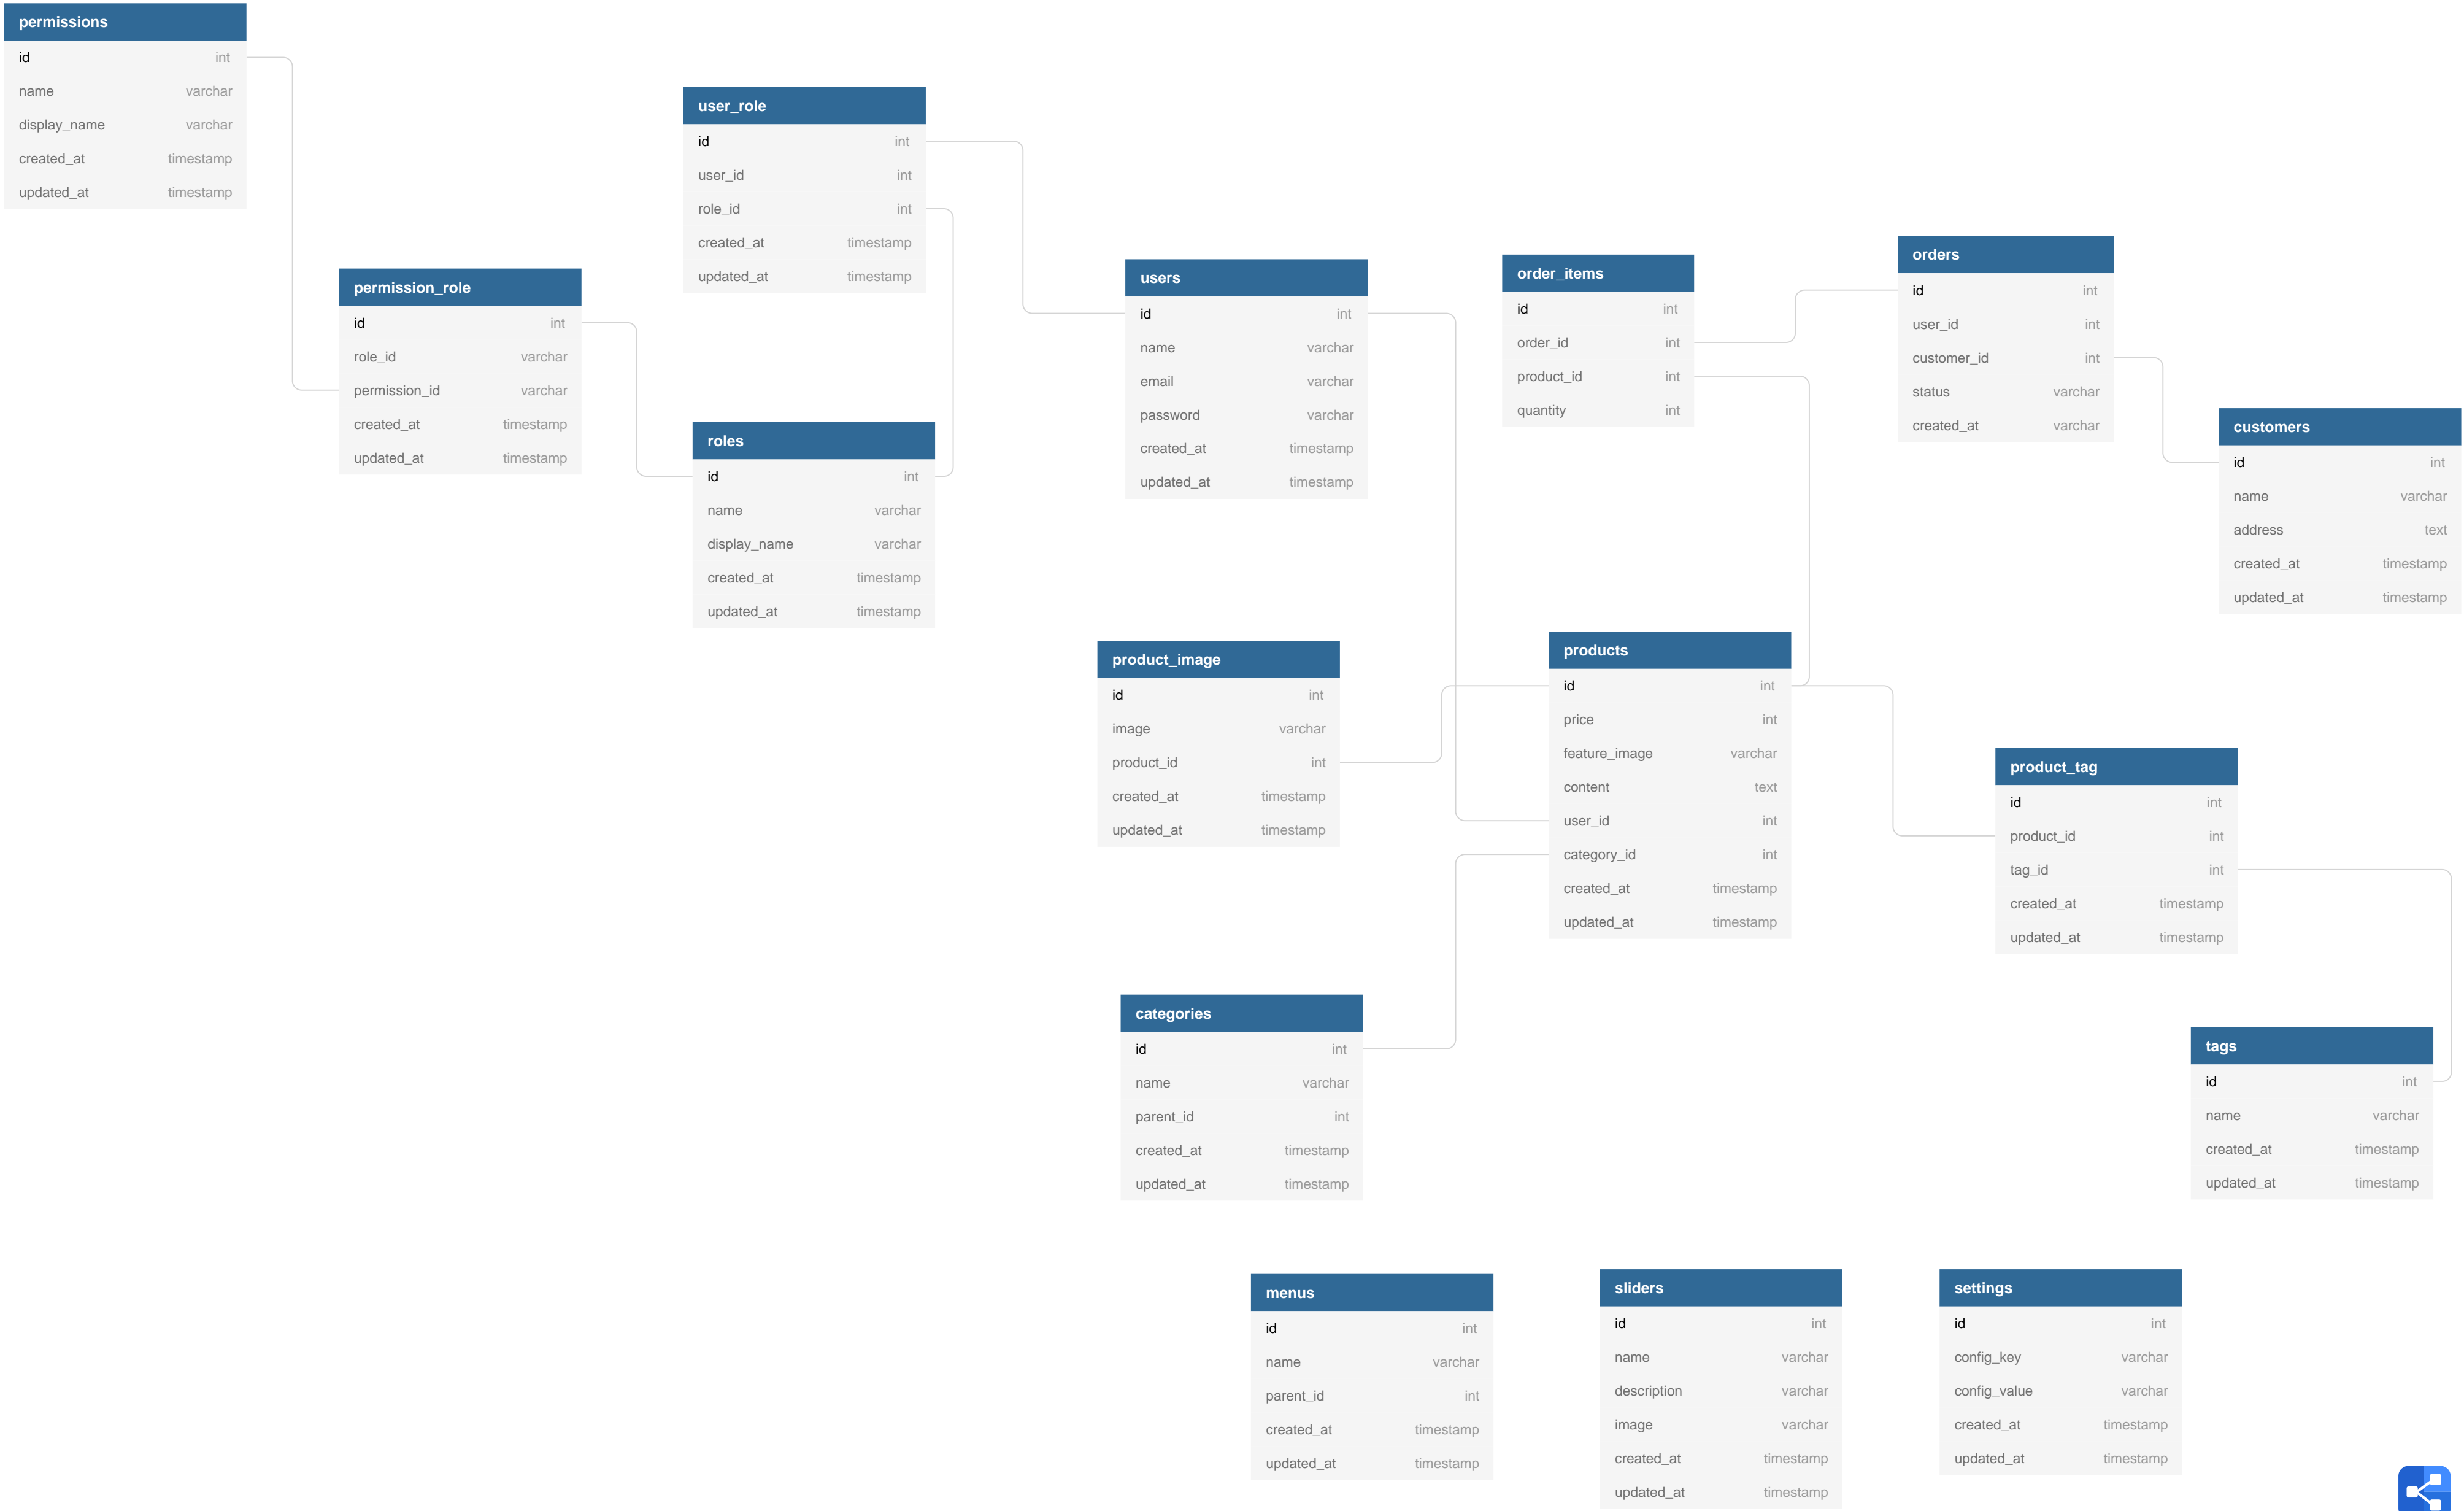 permissions
id int
name varchar
display_name varchar
created_at timestamp
updated_at timestamp
user_role
id int
user_id int
role_id int
created_at timestamp
updated_at timestamp
permission_role
id int
role_id varchar
permission_id varchar
created_at timestamp
updated_at timestamp
roles
id int
name varchar
display_name varchar
created_at timestamp
updated_at timestamp
users
id int
name varchar
email varchar
password varchar
created_at timestamp
updated_at timestamp
order_items
id int
order_id int
product_id int
quantity int
orders
id int
user_id int
customer_id int
status varchar
created_at varchar
customers
id int
name varchar
address text
created_at timestamp
updated_at timestamp
product_image
id int
image varchar
product_id int
created_at timestamp
updated_at timestamp
products
id int
price int
feature_image varchar
content text
user_id int
category_id int
created_at timestamp
updated_at timestamp
product_tag
id int
product_id int
tag_id int
created_at timestamp
updated_at timestamp
categories
id int
name varchar
parent_id int
created_at timestamp
updated_at timestamp
tags
id int
name varchar
created_at timestamp
updated_at timestamp
menus
id int
name varchar
parent_id int
created_at timestamp
updated_at timestamp
sliders
id int
name varchar
description varchar
image varchar
created_at timestamp
updated_at timestamp
settings
id int
config_key varchar
config_value varchar
created_at timestamp
updated_at timestamp